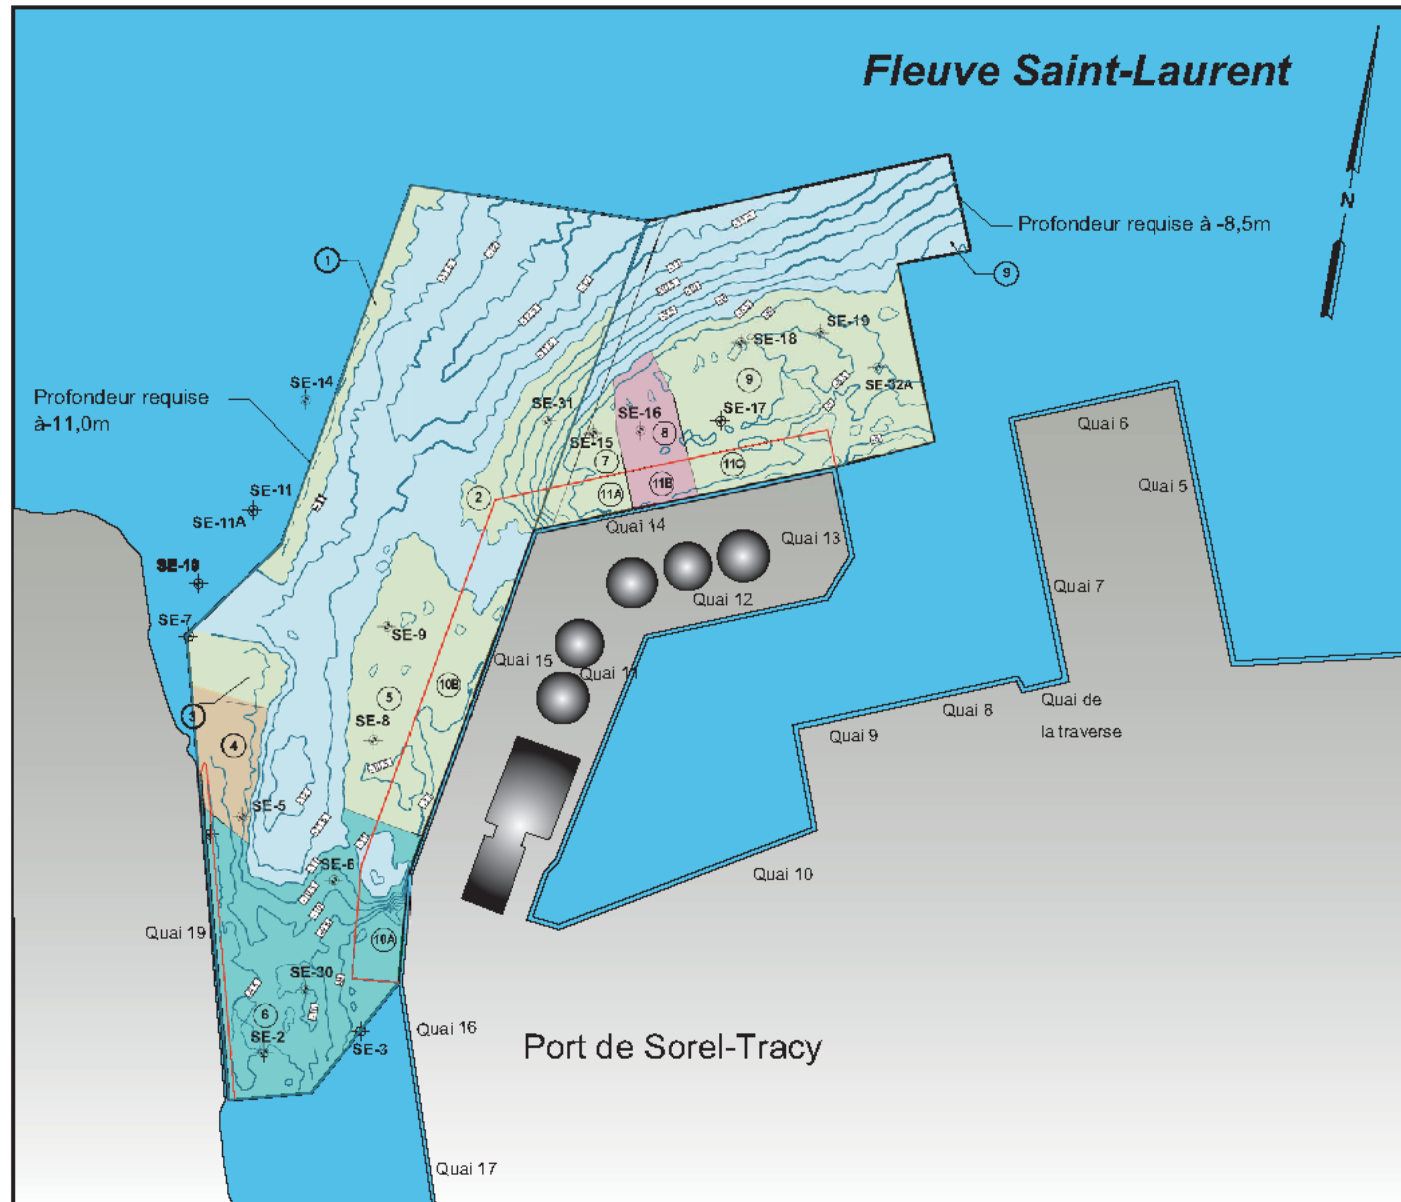 Fleuve Saint-Laurent
N
Profondeur requise à -8,5m
1
9
SE-19
SE-18
SE-14
9
SE-32A
Profondeur requise
à-11,0m
SE-31
SE-16
SE-17
Quai 6
SE-15
8
7
11C
Quai 5
SE-11
2
11A
11B
SE-11A
Quai 14
Quai 13
SE-10
Quai 12
Quai 7
SE-7
SE-9
Quai 15
Quai 11
10B
5
Quai 8
Quai de
la traverse
3
4
SE-8
Quai 9
SE-5
SE-6
Quai 10
Quai 19
10A
SE-30
6
SE-2
SE-3
Quai 16
Port de Sorel-Tracy
Quai 17